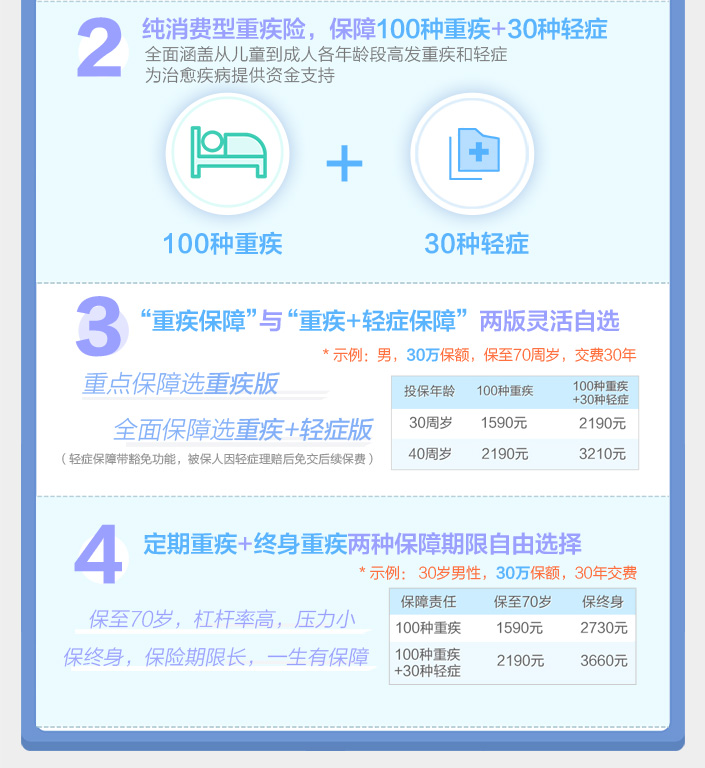 2
纯消费型重疾险，保障100种重疾+30种轻症
全面涵盖从儿童到成人各年龄段高发重疾和轻症
为治愈疾病提供资金支持
+
100种重疾
30种轻症
3
“重疾保障”与“重疾+轻症保障”两版灵活自选
*示例：男，30万保额，保至70周岁，交费30年
重点保障选重疾版
全面保障选重疾+轻症版
（轻症保障带豁免功能，被保人因轻症理赔后免交后续保费）
投保年龄 100种重疾 100种重疾
+30种轻症
30周岁 1590元 2190元
40周岁 2190元 3210元
4
定期重疾+终身重疾两种保障期限自由选择
*示例： 30岁男性，30万保额，30年交费
保至70岁，杠杆率高，压力小
保终身，保险期限长，一生有保障
保障责任 保至70岁 保终身
100种重疾 1590元 2730元
100种重疾
+30种轻症 2190元 3660元